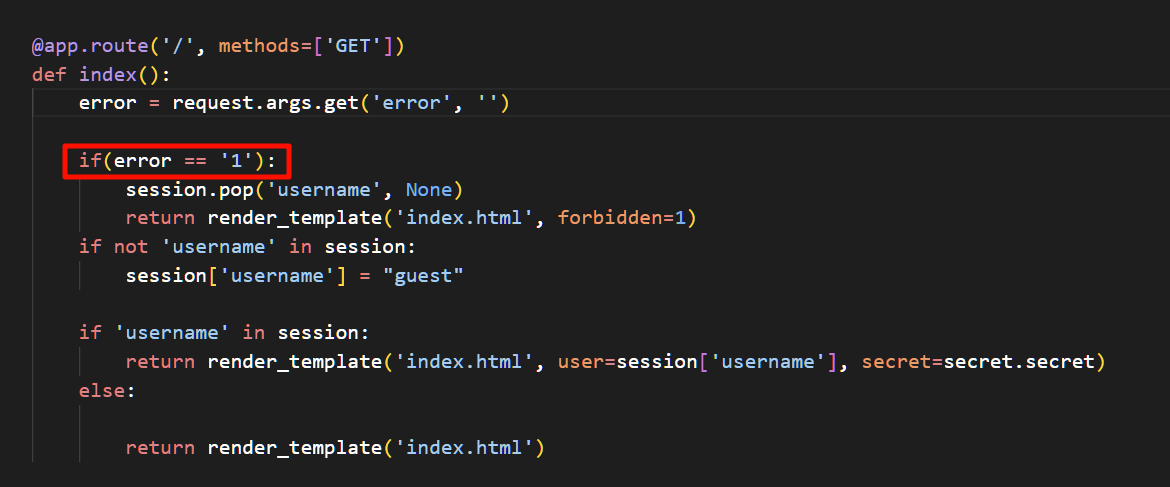 @app.route('/', methods=['GET'])
def index():
    error = request.args.get('error', '')
    if(error == '1'):
        session.pop('username', None)
        return render_template('index.html', forbidden=1)
    if not 'username' in session:
        session['username'] = "guest"
    if 'username' in session:
        return render_template('index.html', user=session['username'], secret=secret.secret)
    else:
        return render_template('index.html')